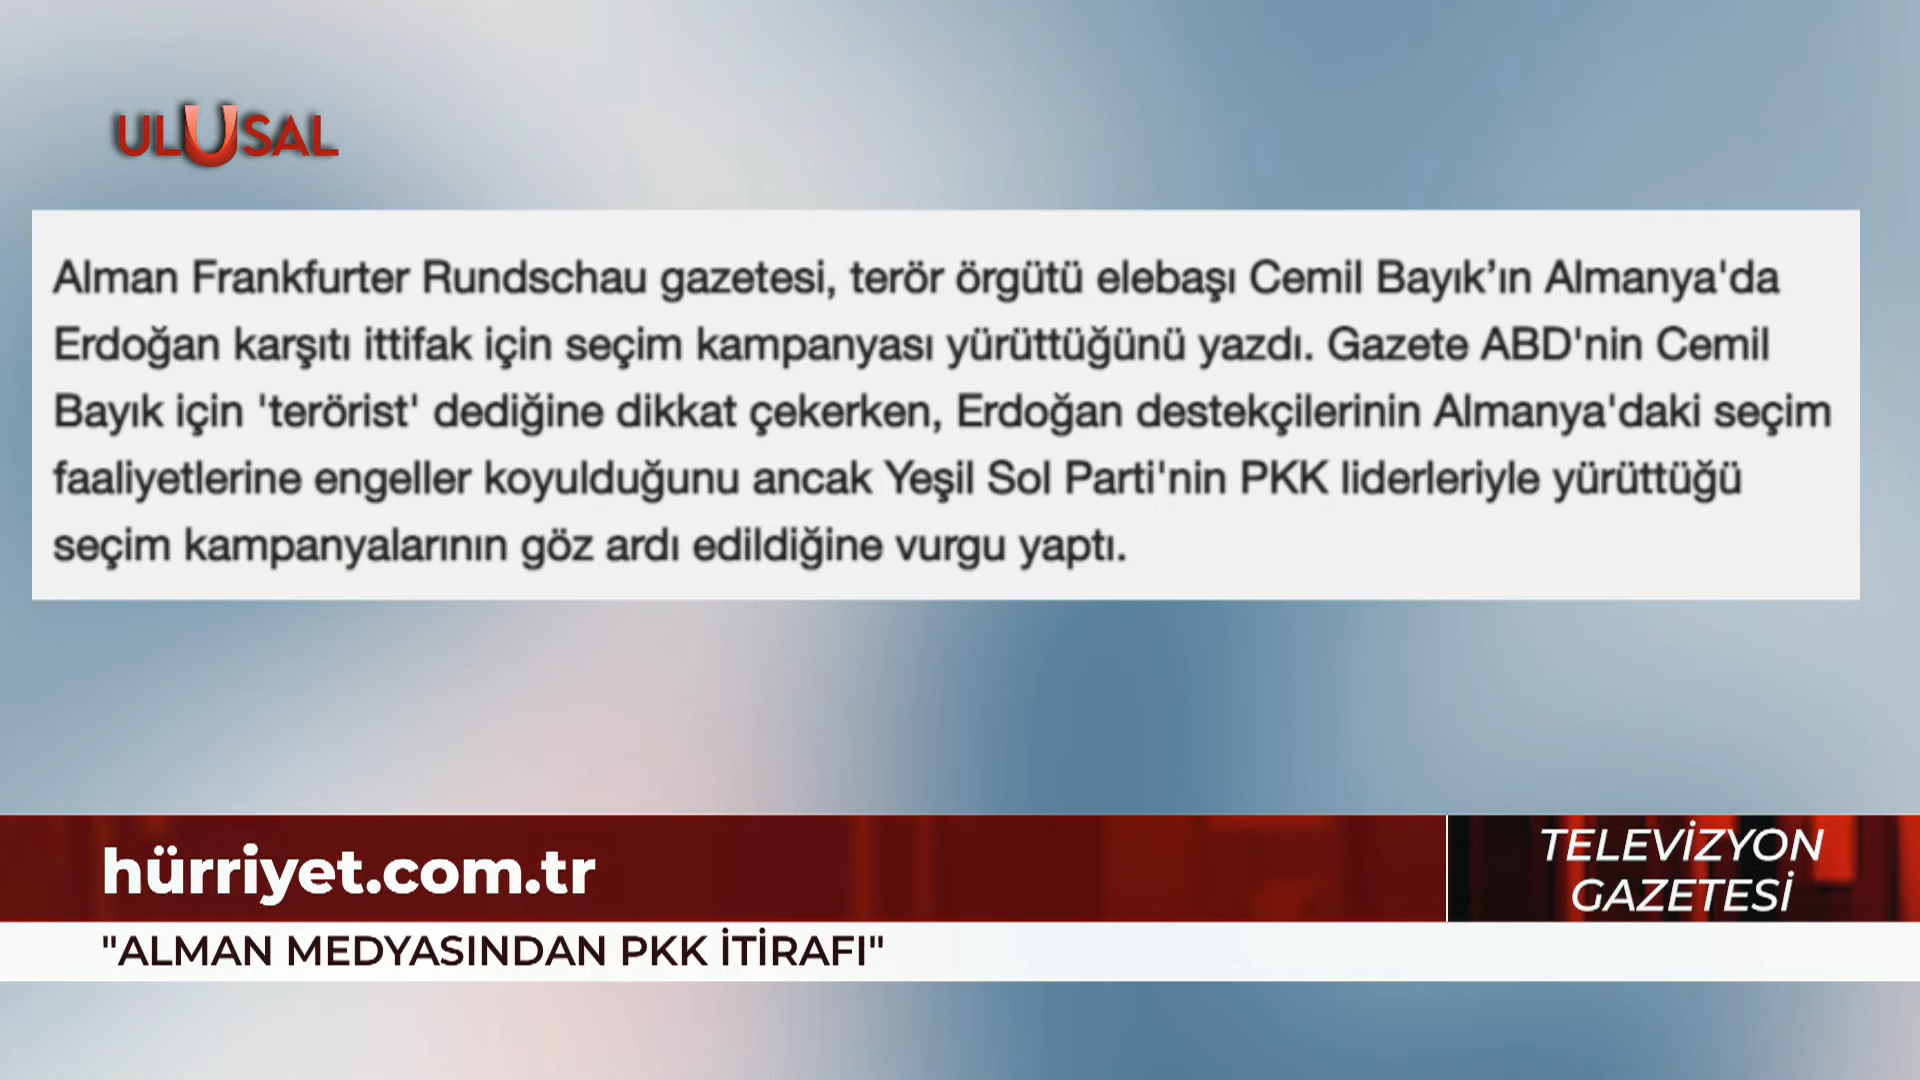 ULUSAL
Alman Frankfurter Rundschau gazetesi, terör örgütü elebaşı Cemil Bayık’ın Almanya'da
Erdoğan karşıtı ittifak için seçim kampanyası yürüttüğünü yazdı. Gazete ABD'nin Cemil
Bayık için 'terörist' dediğine dikkat çekerken, Erdoğan destekçilerinin Almanya'daki seçim
faaliyetlerine engeller koyulduğunu ancak Yeşil Sol Parti'nin PKK liderleriyle yürüttüğü
seçim kampanyalarının göz ardı edildiğine vurgu yaptı.
hürriyet.com.tr
TELEVİZYON
GAZETESİ
"ALMAN MEDYASINDAN PKK İTİRAFI"